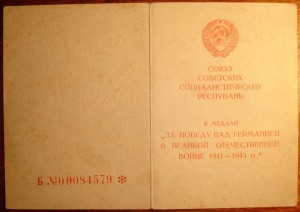 Б №0084579 *
СОЮЗ
СОВЕТСКИХ
СОЦИАЛИСТИЧЕСКИХ
РЕСПУБЛИК
К МЕДАЛИ
„ЗА ПОБЕДУ НАД ГЕРМАНИЕЙ
В ВЕЛИКОЙ ОТЕЧЕСТВЕННОЙ
ВОЙНЕ 1941—1945 гг."